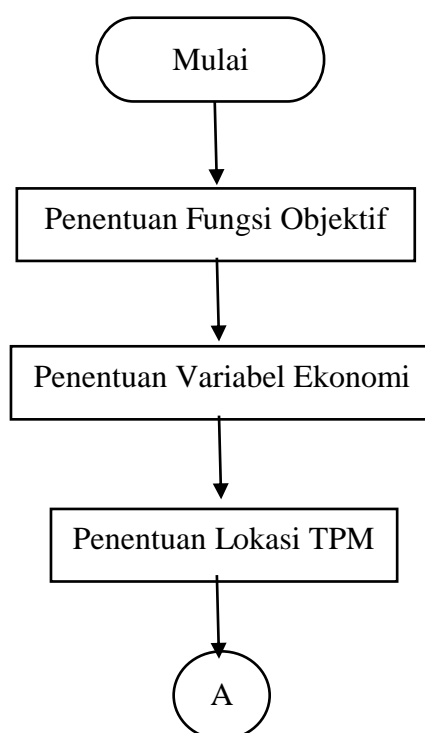 Mulai
Penentuan Fungsi Objektif
Penentuan Variabel Ekonomi
Penentuan Lokasi TPM
A